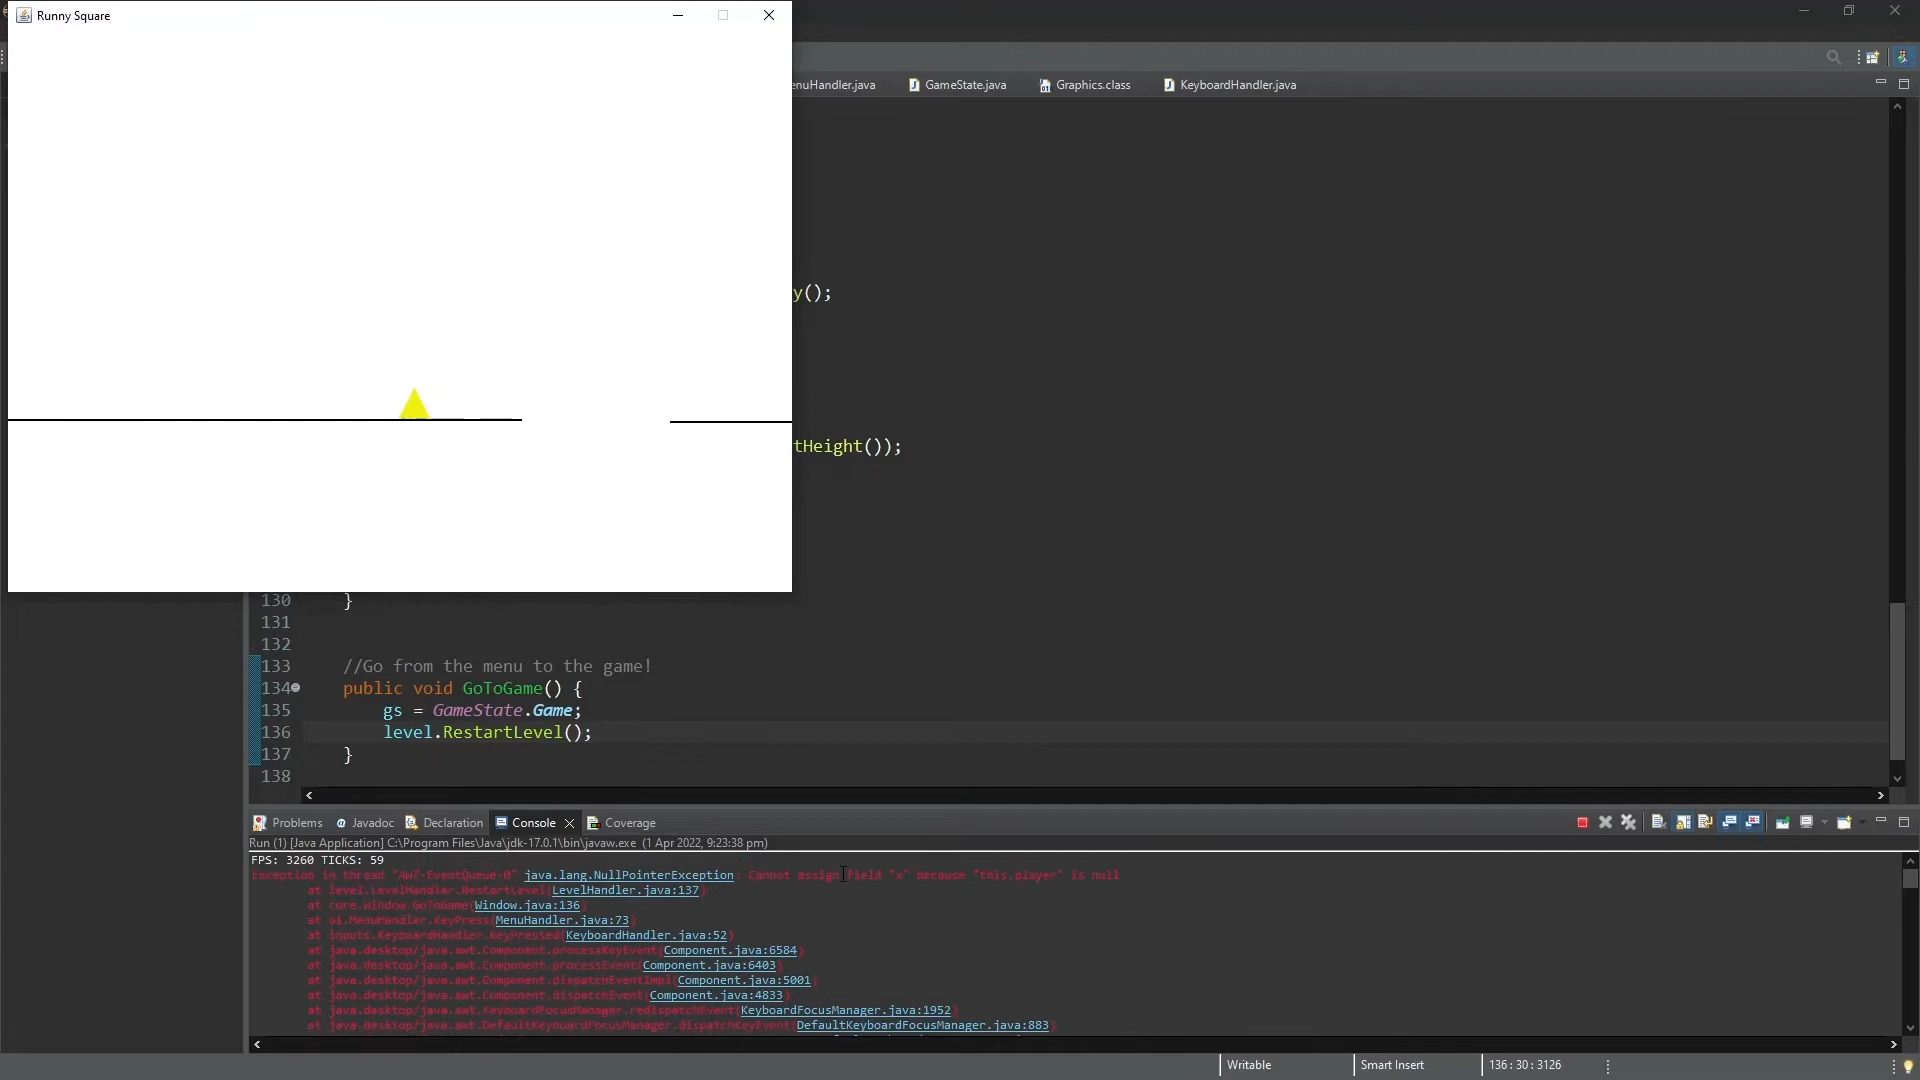 Runny Square
enuHandler.java GameState.java Graphics.class KeyboardHandler.java
y();
tHeight());
130 }
131
132
133 //Go from the menu to the game!
134 public void GoToGame() {
135 gs = GameState.Game;
136 level.RestartLevel();
137 }
138
Problems @ Javadoc Declaration Console Coverage
Run (1) [Java Application] C:\Program Files\Java\jdk-17.0.1\bin\javaw.exe (1 Apr 2022, 9:23:38 pm)
FPS: 3260 TICKS: 59
Exception in thread "AWT-EventQueue-0" java.lang.NullPointerException: Cannot assign field "x" because "this.player" is null
at level.LevelHandler.RestartLevel(LevelHandler.java:137)
at core.Window.GoToGame(Window.java:136)
at ui.MenuHandler.KeyPress(MenuHandler.java:73)
at inputs.KeyboardHandler.keyPressed(KeyboardHandler.java:52)
at java.desktop/java.awt.Component.processKeyEvent(Component.java:6584)
at java.desktop/java.awt.Component.processEvent(Component.java:6403)
at java.desktop/java.awt.Component.dispatchEventImpl(Component.java:5001)
at java.desktop/java.awt.Component.dispatchEvent(Component.java:4833)
at java.desktop/java.awt.KeyboardFocusManager.redispatchEvent(KeyboardFocusManager.java:1952)
at java.desktop/java.awt.DefaultKeyboardFocusManager.dispatchKeyEvent(DefaultKeyboardFocusManager.java:883)
Writable Smart Insert 136 : 30 : 3126